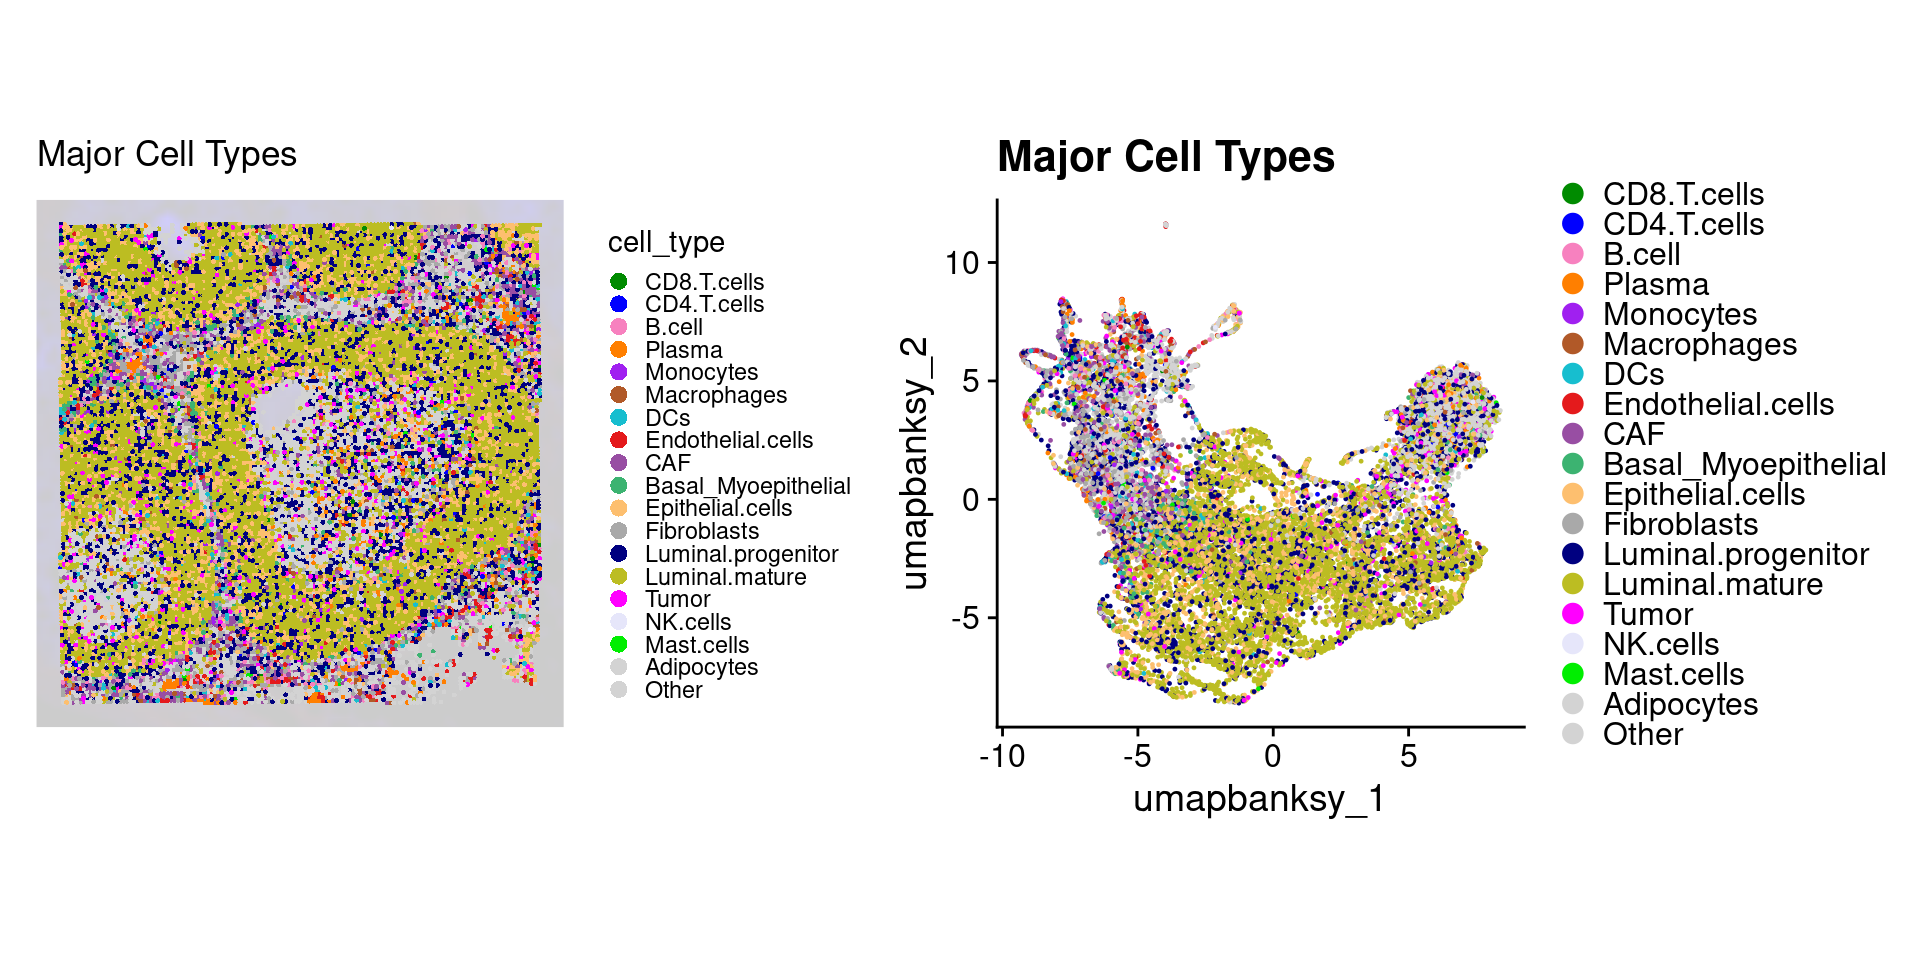 Major Cell Types
cell_type
CD8.T.cells
CD4.T.cells
B.cell
Plasma
Monocytes
Macrophages
DCs
Endothelial.cells
CAF
Basal_Myoepithelial
Epithelial.cells
Fibroblasts
Luminal.progenitor
Luminal.mature
Tumor
NK.cells
Mast.cells
Adipocytes
Other
Major Cell Types
umapbanksy_2
10
5
0
-5
-10
-5
0
5
umapbanksy_1
CD8.T.cells
CD4.T.cells
B.cell
Plasma
Monocytes
Macrophages
DCs
Endothelial.cells
CAF
Basal_Myoepithelial
Epithelial.cells
Fibroblasts
Luminal.progenitor
Luminal.mature
Tumor
NK.cells
Mast.cells
Adipocytes
Other